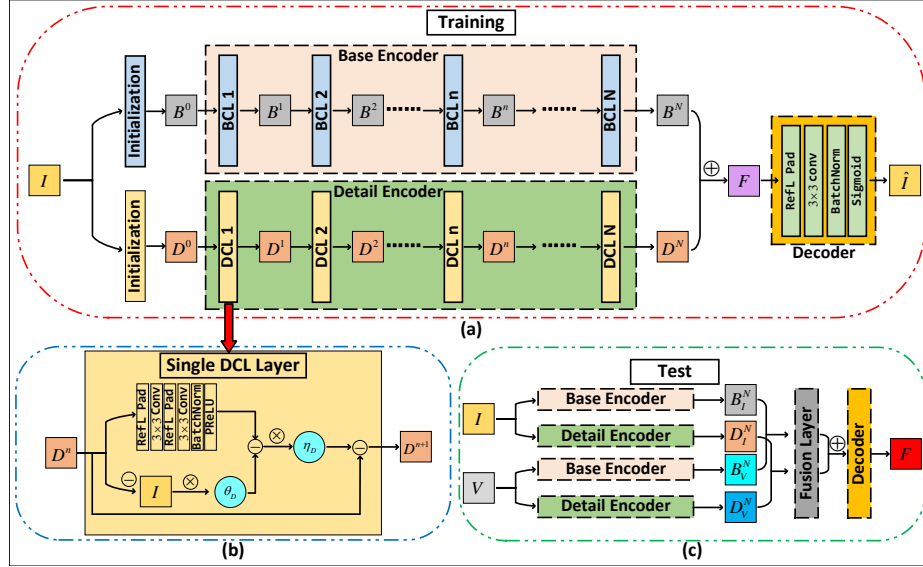 Training
Base Encoder
Initialization
B^0
BCL 1
B^1
BCL 2
B^2
......
BCL n
B^n
......
BCL N
B^N
I
Detail Encoder
Initialization
D^0
DCL 1
D^1
DCL 2
D^2
......
DCL n
D^n
......
DCL N
D^N
⊕
F
Refl Pad
3×3 conv
BatchNorm
Sigmoid
Decoder
Î
(a)
Single DCL Layer
D^n
Refl Pad
3×3 Conv
Refl Pad
3×3 Conv
BatchNorm
PReLU
⊖
I
⊗
θ_D
⊖
⊗
η_D
⊖
D^{n+1}
(b)
Test
I
Base Encoder
B_I^N
Detail Encoder
D_I^N
V
Base Encoder
B_V^N
Detail Encoder
D_V^N
Fusion Layer
⊕
Decoder
F
(c)